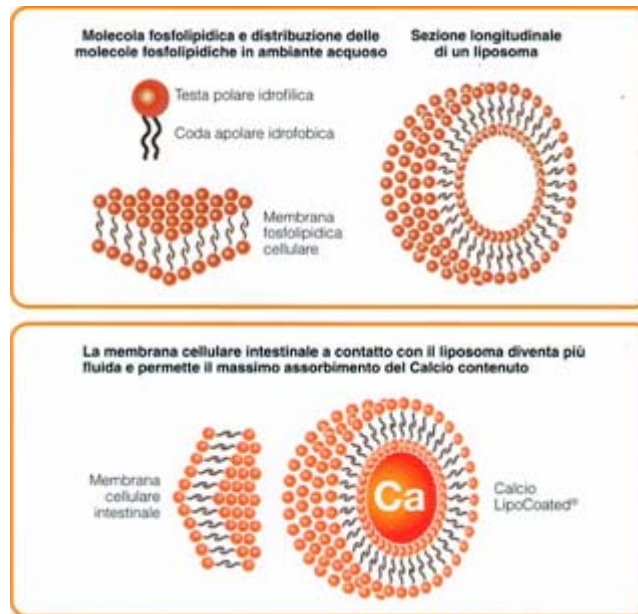 Molecola fosfolipidica e distribuzione delle
molecole fosfolipidiche in ambiante acquoso
Sezione longitudinale
di un liposoma
Testa polare idrofilica
Coda apolare idrofobica
Membrana
fosfolipidica
cellulare
La membrana cellulare intestinale a contatto con il liposoma diventa più
fluida e permette il massimo assorbimento del Calcio contenuto
Membrana
cellulare
intestinale
Ca
Calcio
LipoCoated®